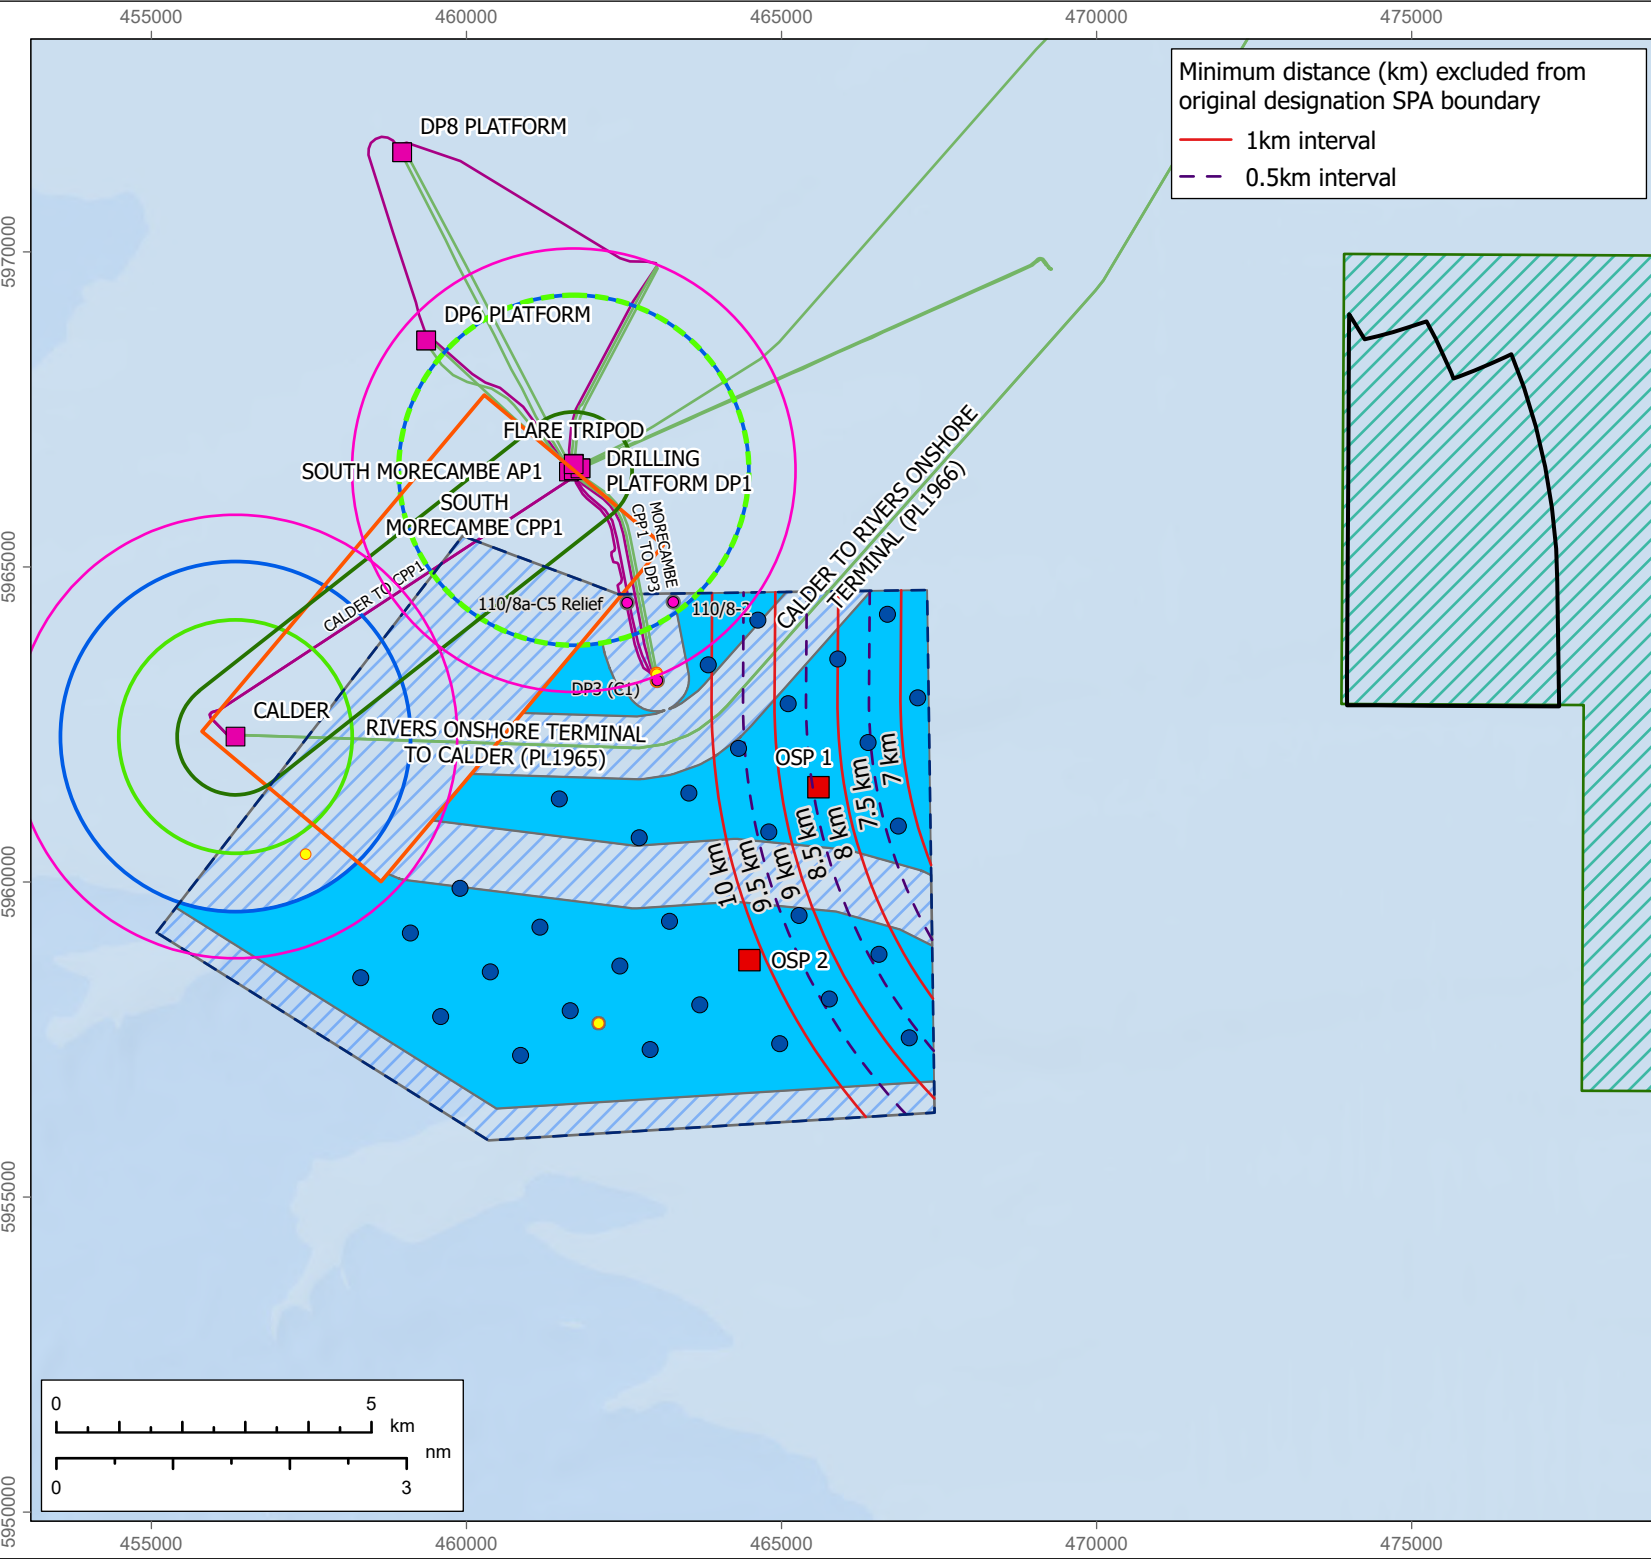 455000
460000
465000
470000
475000
Minimum distance (km) excluded from
original designation SPA boundary
1km interval
0.5km interval
DP8 PLATFORM
5970000
DP6 PLATFORM
FLARE TRIPOD
SOUTH MORECAMBE AP1
DRILLING
PLATFORM DP1
SOUTH
MORECAMBE CPP1
MORECAMBE
CPP1 TO DP3
CALDER TO RIVERS ONSHORE
TERMINAL (PL1966)
5965000
CALDER TO CPP1
110/8a-C5 Relief
110/8-2
DP3 (C1)
CALDER
RIVERS ONSHORE TERMINAL
TO CALDER (PL1965)
OSP 1
10 km
9.5 km
9 km
8.5 km
8 km
7.5 km
7 km
5960000
OSP 2
5955000
0
5
km
nm
0
3
5950000
455000
460000
465000
470000
475000